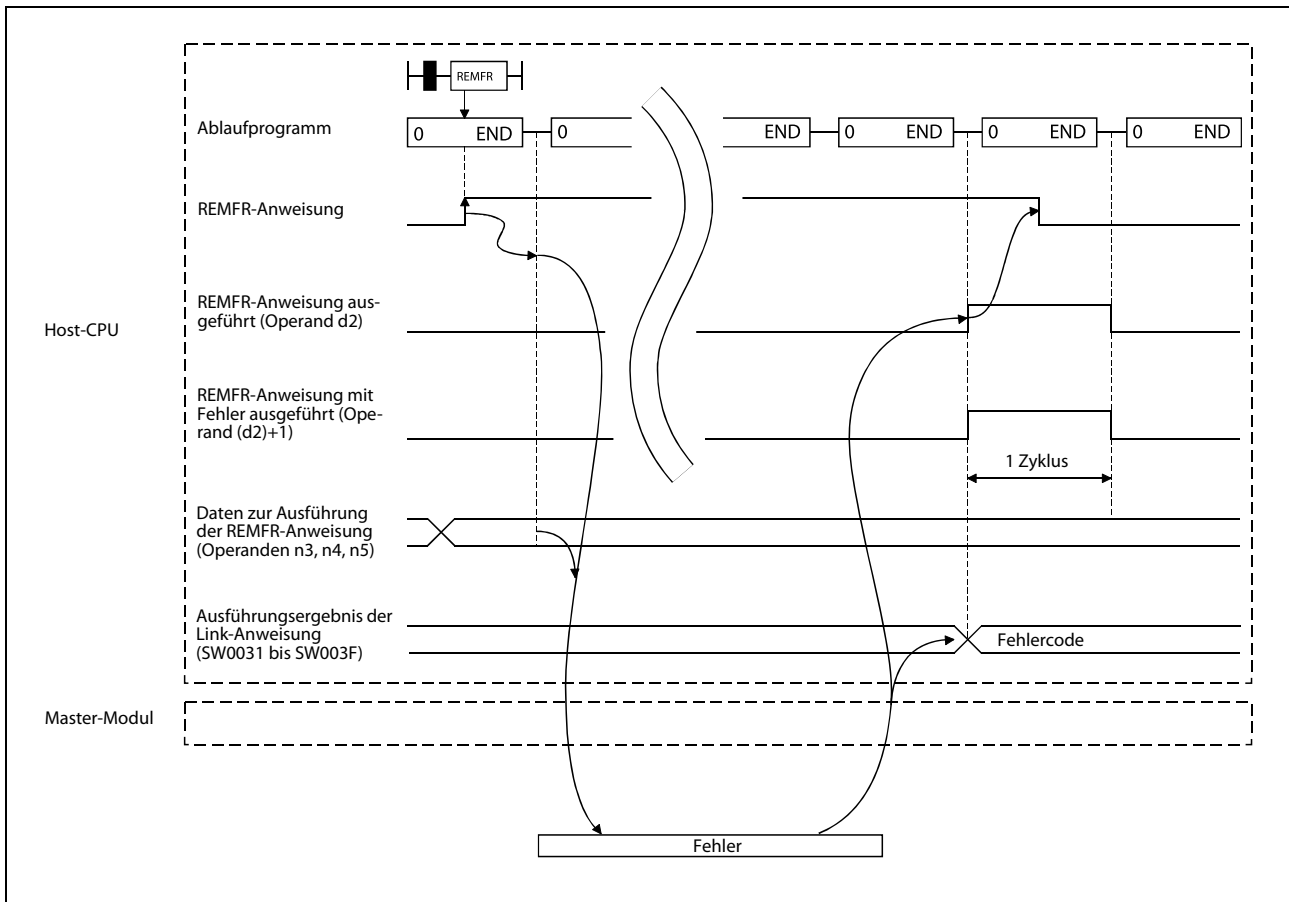 REMFR
Ablaufprogramm
0 END 0 END 0 END 0 END 0 END
REMFR-Anweisung
REMFR-Anweisung aus-
geführt (Operand d2)
Host-CPU
REMFR-Anweisung mit
Fehler ausgeführt (Ope-
rand (d2)+1)
1 Zyklus
Daten zur Ausführung
der REMFR-Anweisung
(Operanden n3, n4, n5)
Ausführungsergebnis der
Link-Anweisung
(SW0031 bis SW003F)
Fehlercode
Master-Modul
Fehler